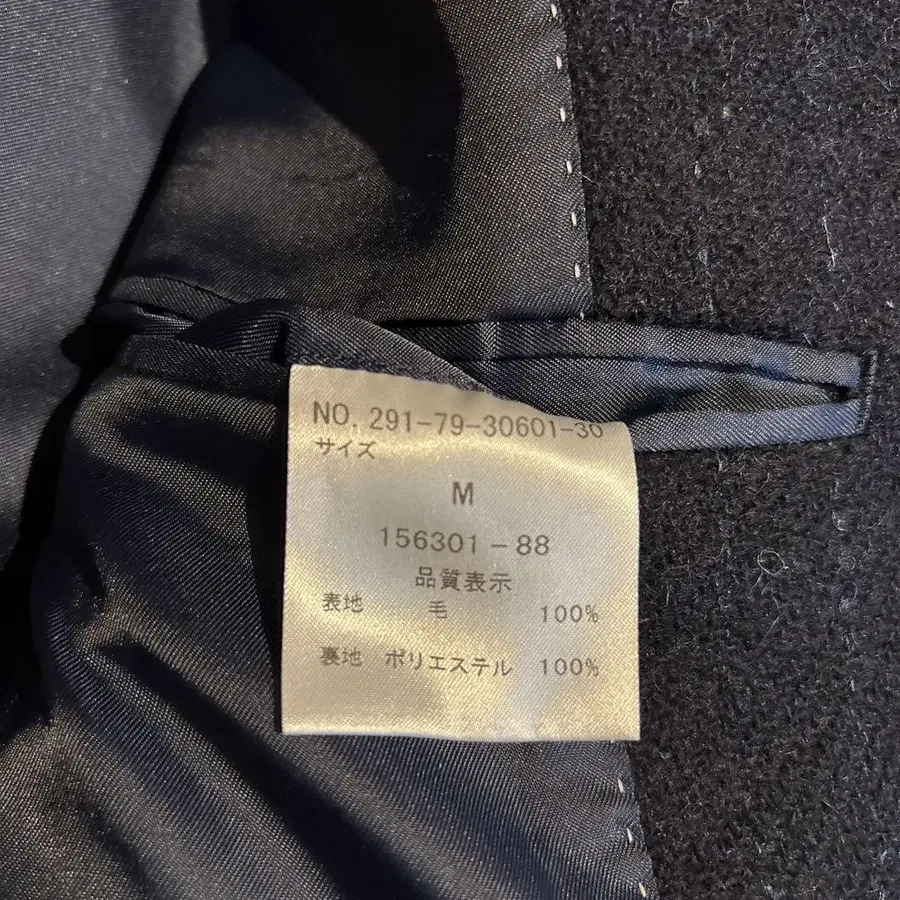 NO. 291-79-30601-30
サイズ
M
156301-88
品質表示
表地 毛 100%
裏地 ポリエステル 100%